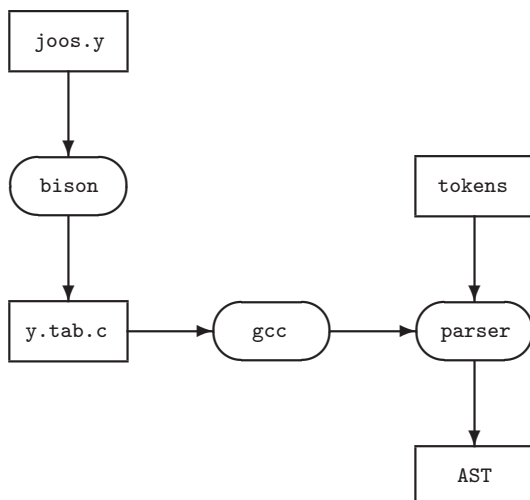 joos.y
bison
tokens
y.tab.c
gcc
parser
AST